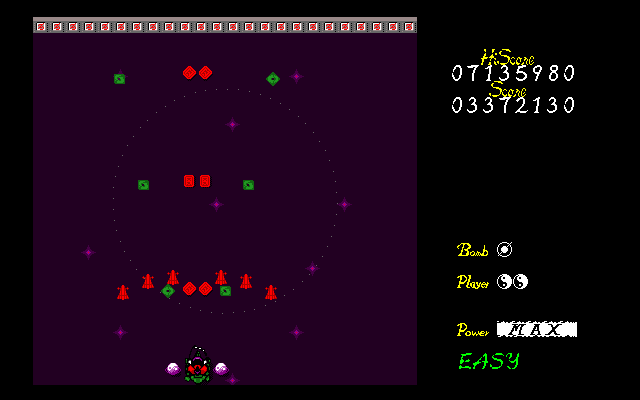 HiScore
07135980
Score
03372130
Bomb
Player
Power MAX
EASY